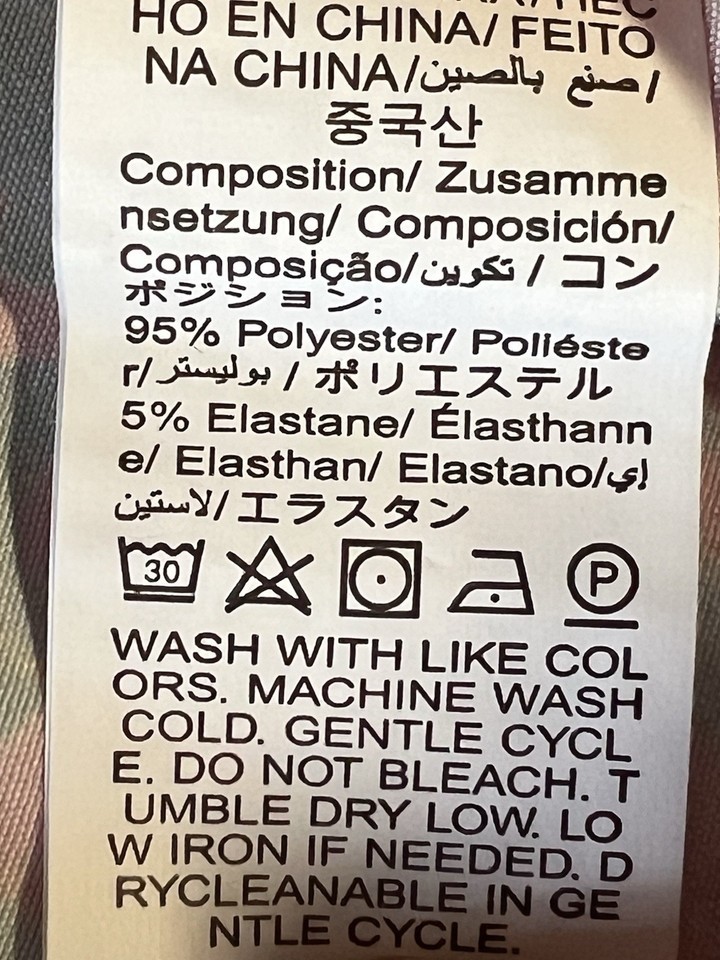 HO EN CHINA/ FEITO
NA CHINA/صنع بالصين/
중국산
Composition/ Zusamme
nsetzung/ Composición/
Composição/تكوين / コン
ポジション:
95% Polyester/ Poliéste
r/بوليستر / ポリエステル
5% Elastane/ Élasthann
e/ Elasthan/ Elastano/إي
لاستين/エラスタン
30
P
WASH WITH LIKE COL
ORS. MACHINE WASH
COLD. GENTLE CYCL
E. DO NOT BLEACH. T
UMBLE DRY LOW. LO
W IRON IF NEEDED. D
RYCLEANABLE IN GE
NTLE CYCLE.